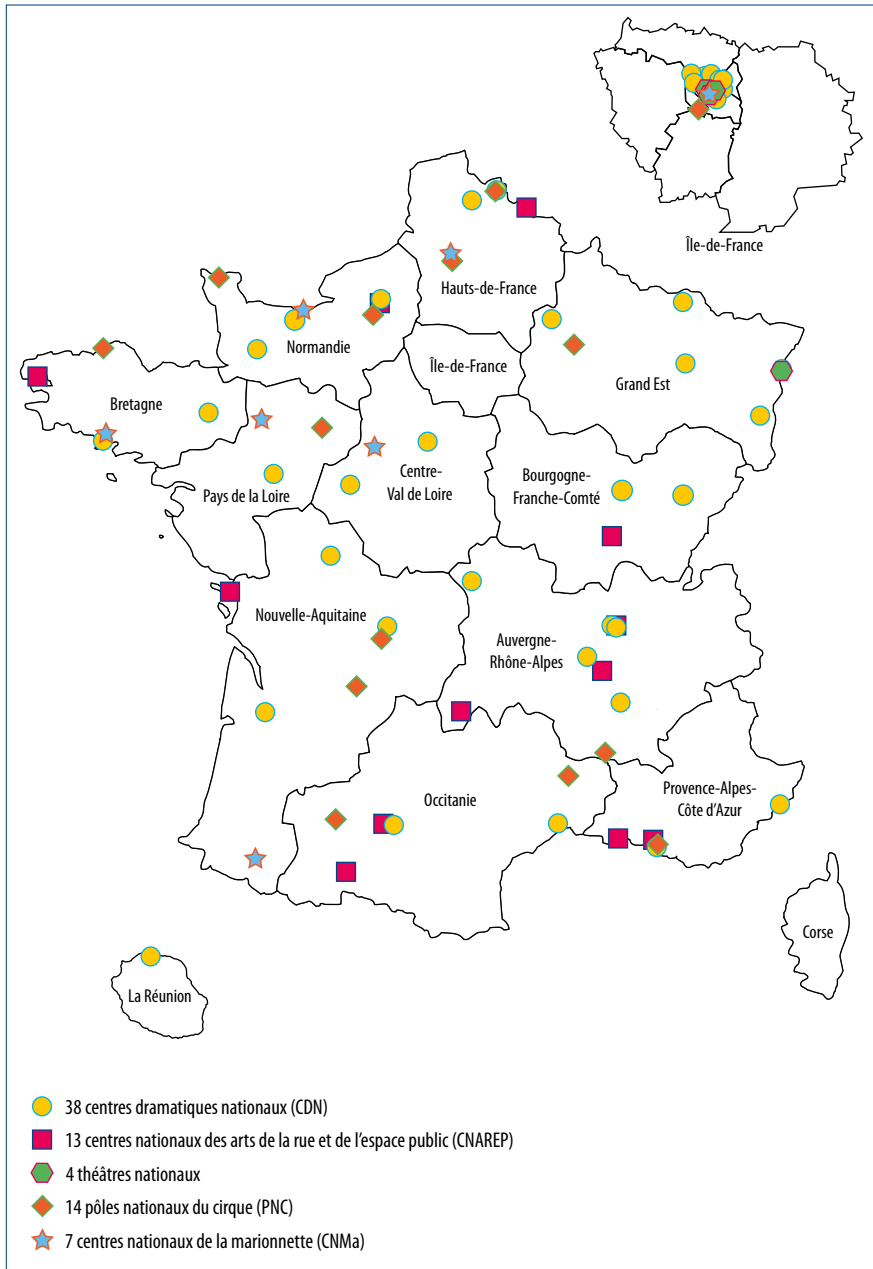 Île-de-France
Hauts-de-France
Normandie
Île-de-France
Grand Est
Bretagne
Pays de la Loire
Centre-
Val de Loire
Bourgogne-
Franche-Comté
Nouvelle-Aquitaine
Auvergne-
Rhône-Alpes
Occitanie
Provence-Alpes-
Côte d’Azur
Corse
La Réunion
38 centres dramatiques nationaux (CDN)
13 centres nationaux des arts de la rue et de l’espace public (CNAREP)
4 théâtres nationaux
14 pôles nationaux du cirque (PNC)
7 centres nationaux de la marionnette (CNMa)